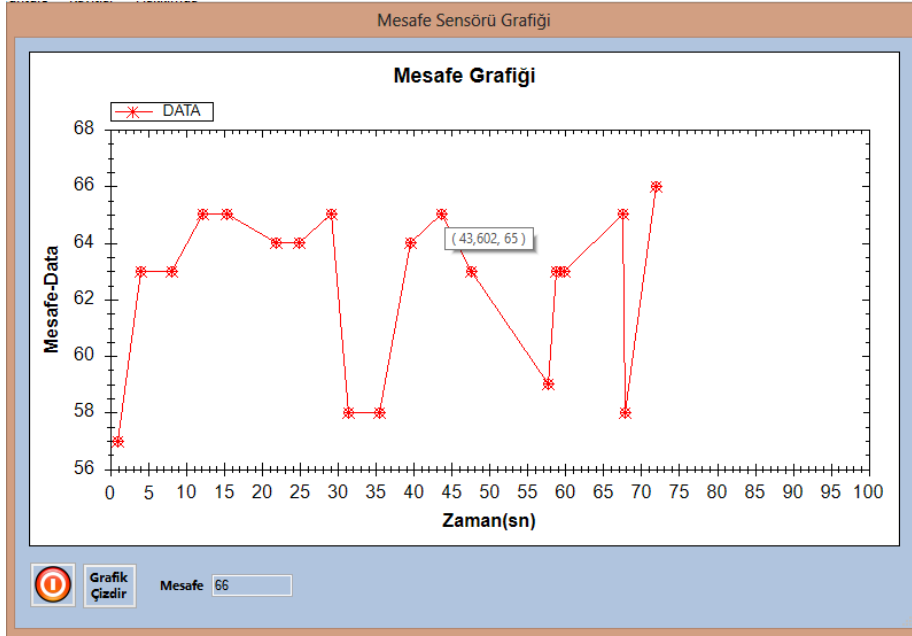 Mesafe Sensörü Grafiği
Mesafe Grafiği
DATA
68
66
64
62
60
58
56
Mesafe-Data
( 43,602, 65 )
0 5 10 15 20 25 30 35 40 45 50 55 60 65 70 75 80 85 90 95 100
Zaman(sn)
Grafik
Çizdir
Mesafe 66